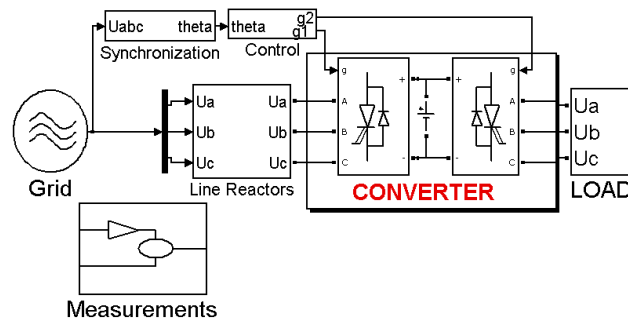 Uabc theta
theta g2
g1
Synchronization
Control
g + + g
Ua Ua A A Ua
Ub Ub B B Ub
Uc Uc C - - C Uc
Grid
Line Reactors
CONVERTER
LOAD
Measurements